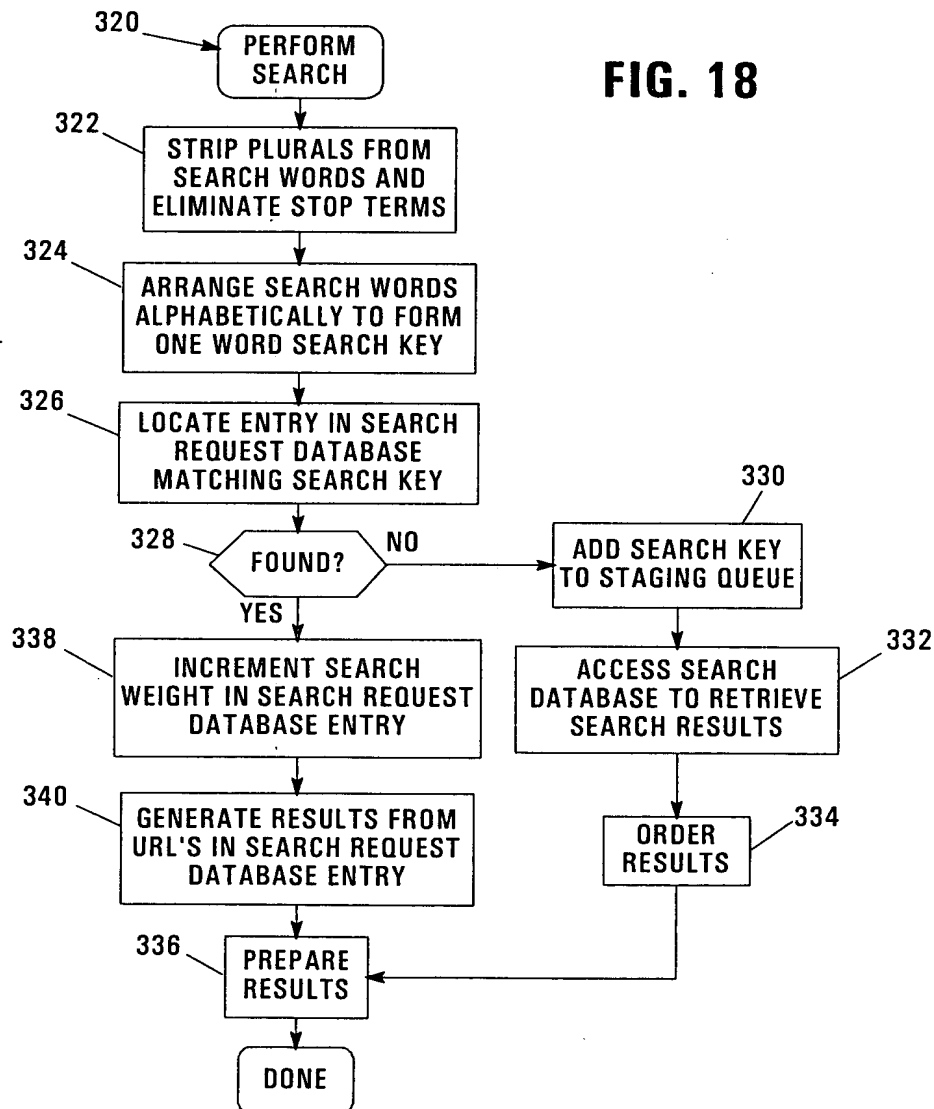 320
PERFORM
SEARCH
FIG. 18
322
STRIP PLURALS FROM
SEARCH WORDS AND
ELIMINATE STOP TERMS
324
ARRANGE SEARCH WORDS
ALPHABETICALLY TO FORM
ONE WORD SEARCH KEY
326
LOCATE ENTRY IN SEARCH
REQUEST DATABASE
MATCHING SEARCH KEY
328
FOUND?
NO
YES
330
ADD SEARCH KEY
TO STAGING QUEUE
338
INCREMENT SEARCH
WEIGHT IN SEARCH REQUEST
DATABASE ENTRY
332
ACCESS SEARCH
DATABASE TO RETRIEVE
SEARCH RESULTS
340
GENERATE RESULTS FROM
URL'S IN SEARCH REQUEST
DATABASE ENTRY
334
ORDER
RESULTS
336
PREPARE
RESULTS
DONE